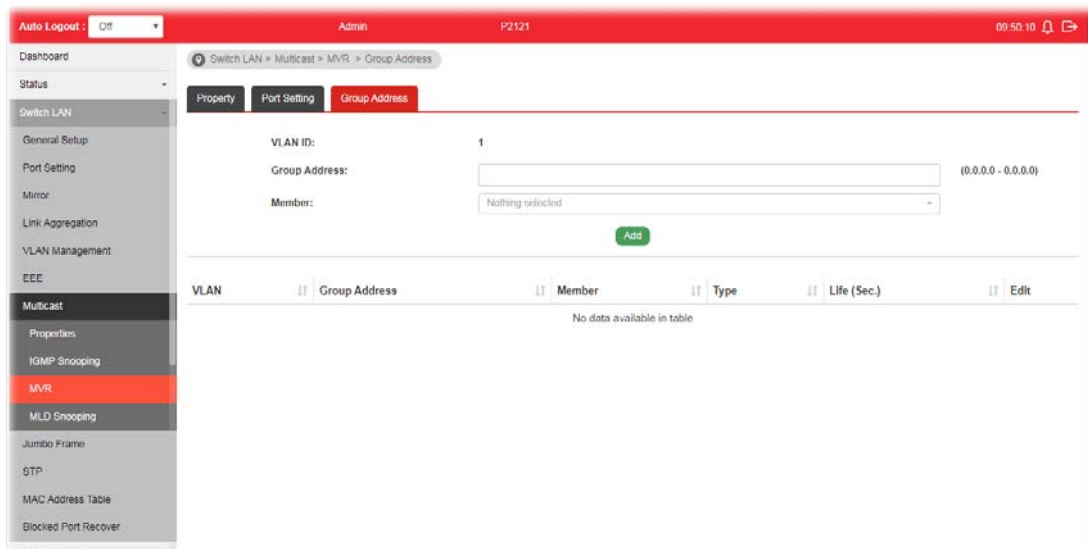 Auto Logout : Off Admin P2121 09:50:10
Dashboard
Status
Switch LAN
General Setup
Port Setting
Mirror
Link Aggregation
VLAN Management
EEE
Multicast
Properties
IGMP Snooping
MVR
MLD Snooping
Jumbo Frame
STP
MAC Address Table
Blocked Port Recover
Switch LAN » Multicast » MVR » Group Address
Property Port Setting Group Address
VLAN ID: 1
Group Address: (0.0.0.0 - 0.0.0.0)
Member: Nothing selected
Add
VLAN Group Address Member Type Life (Sec.) Edit
No data available in table